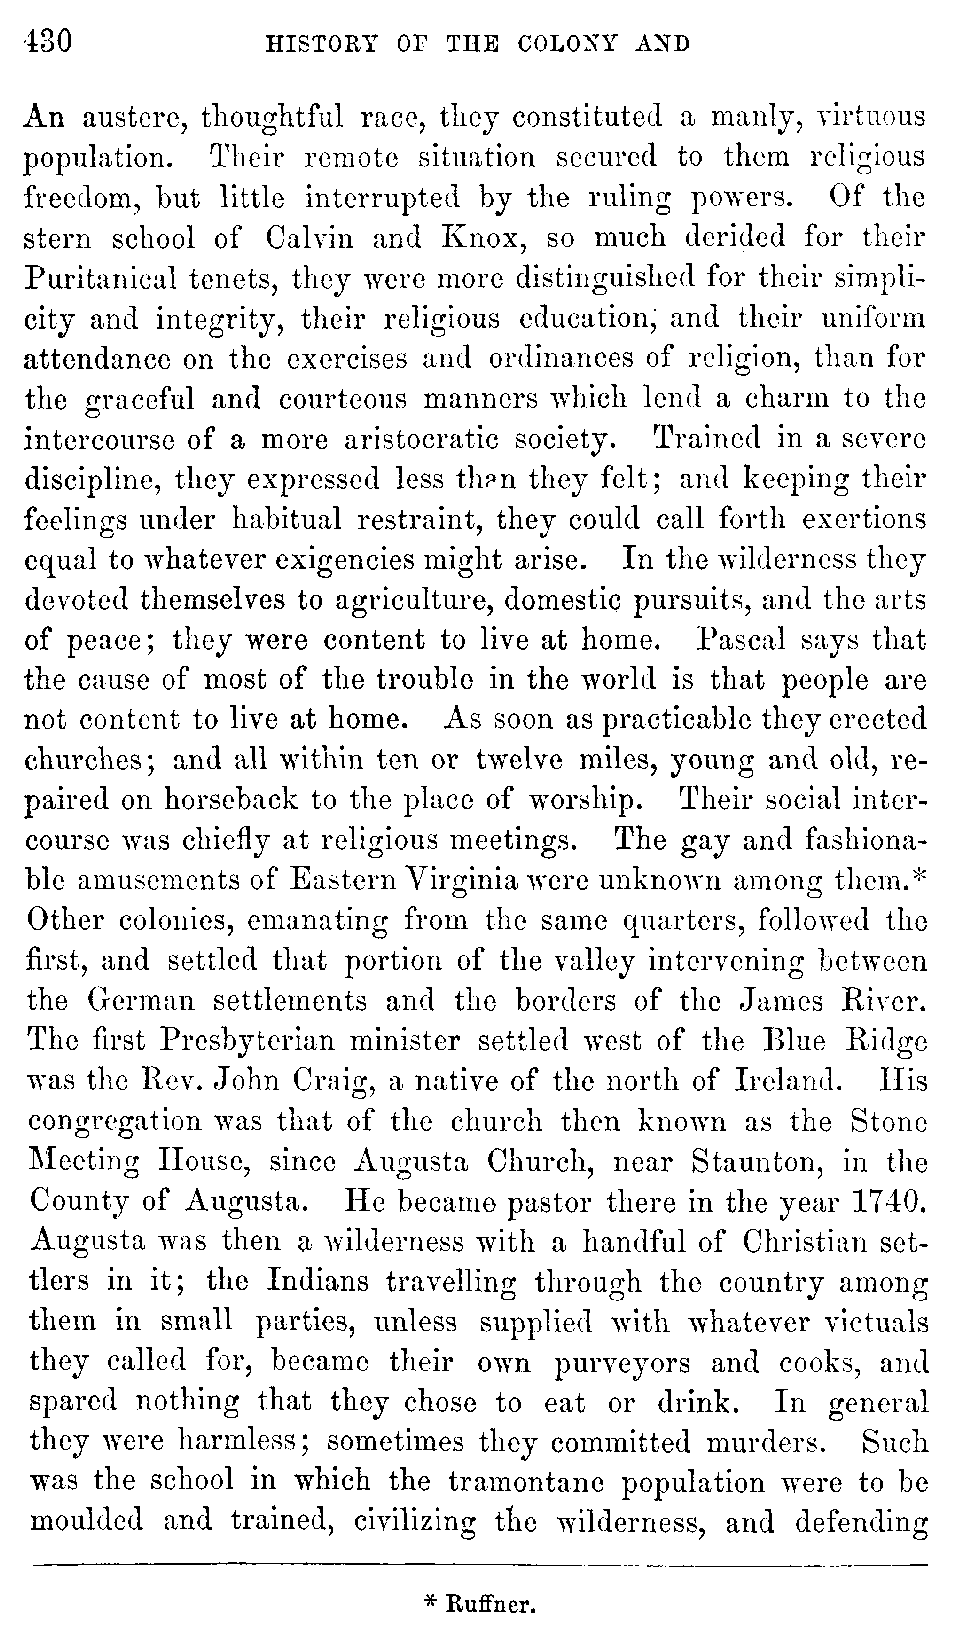 430 HISTORY OF THE COLONY AND
An austere, thoughtful race, they constituted a manly, virtuous
population. Their remote situation secured to them religious
freedom, but little interrupted by the ruling powers. Of the
stern school of Calvin and Knox, so much derided for their
Puritanical tenets, they were more distinguished for their simpli-
city and integrity, their religious education, and their uniform
attendance on the exercises and ordinances of religion, than for
the graceful and courteous manners which lend a charm to the
intercourse of a more aristocratic society. Trained in a severe
discipline, they expressed less than they felt; and keeping their
feelings under habitual restraint, they could call forth exertions
equal to whatever exigencies might arise. In the wilderness they
devoted themselves to agriculture, domestic pursuits, and the arts
of peace; they were content to live at home. Pascal says that
the cause of most of the trouble in the world is that people are
not content to live at home. As soon as practicable they erected
churches; and all within ten or twelve miles, young and old, re-
paired on horseback to the place of worship. Their social inter-
course was chiefly at religious meetings. The gay and fashiona-
ble amusements of Eastern Virginia were unknown among them.*
Other colonies, emanating from the same quarters, followed the
first, and settled that portion of the valley intervening between
the German settlements and the borders of the James River.
The first Presbyterian minister settled west of the Blue Ridge
was the Rev. John Craig, a native of the north of Ireland. His
congregation was that of the church then known as the Stone
Meeting House, since Augusta Church, near Staunton, in the
County of Augusta. He became pastor there in the year 1740.
Augusta was then a wilderness with a handful of Christian set-
tlers in it; the Indians travelling through the country among
them in small parties, unless supplied with whatever victuals
they called for, became their own purveyors and cooks, and
spared nothing that they chose to eat or drink. In general
they were harmless; sometimes they committed murders. Such
was the school in which the tramontane population were to be
moulded and trained, civilizing the wilderness, and defending
* Ruffner.